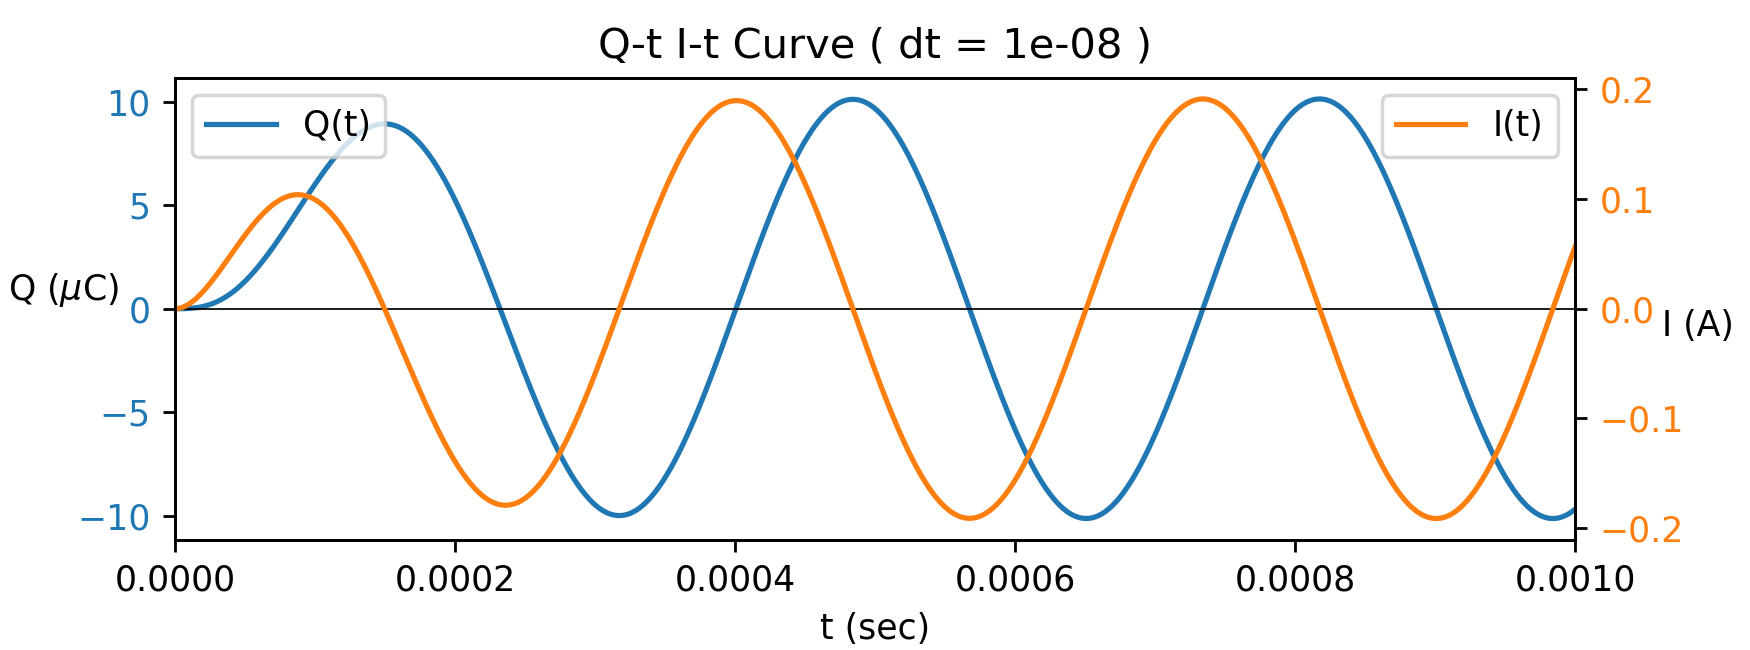 Q-t I-t Curve ( dt = 1e-08 )
Q(t)
I(t)
10
5
0
−5
−10
Q (μC)
0.2
0.1
0.0
−0.1
−0.2
I (A)
0.0000 0.0002 0.0004 0.0006 0.0008 0.0010
t (sec)